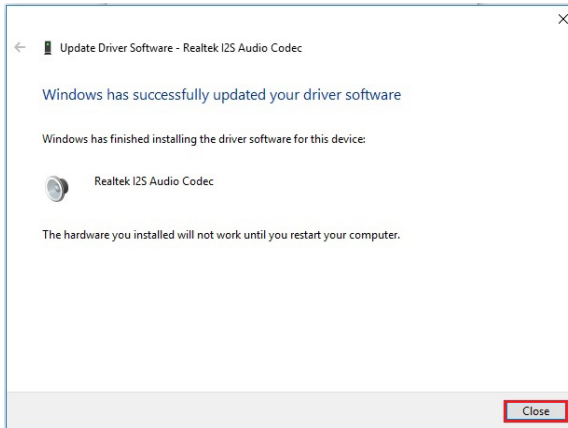 Update Driver Software - Realtek I2S Audio Codec
Windows has successfully updated your driver software
Windows has finished installing the driver software for this device:
Realtek I2S Audio Codec
The hardware you installed will not work until you restart your computer.
Close